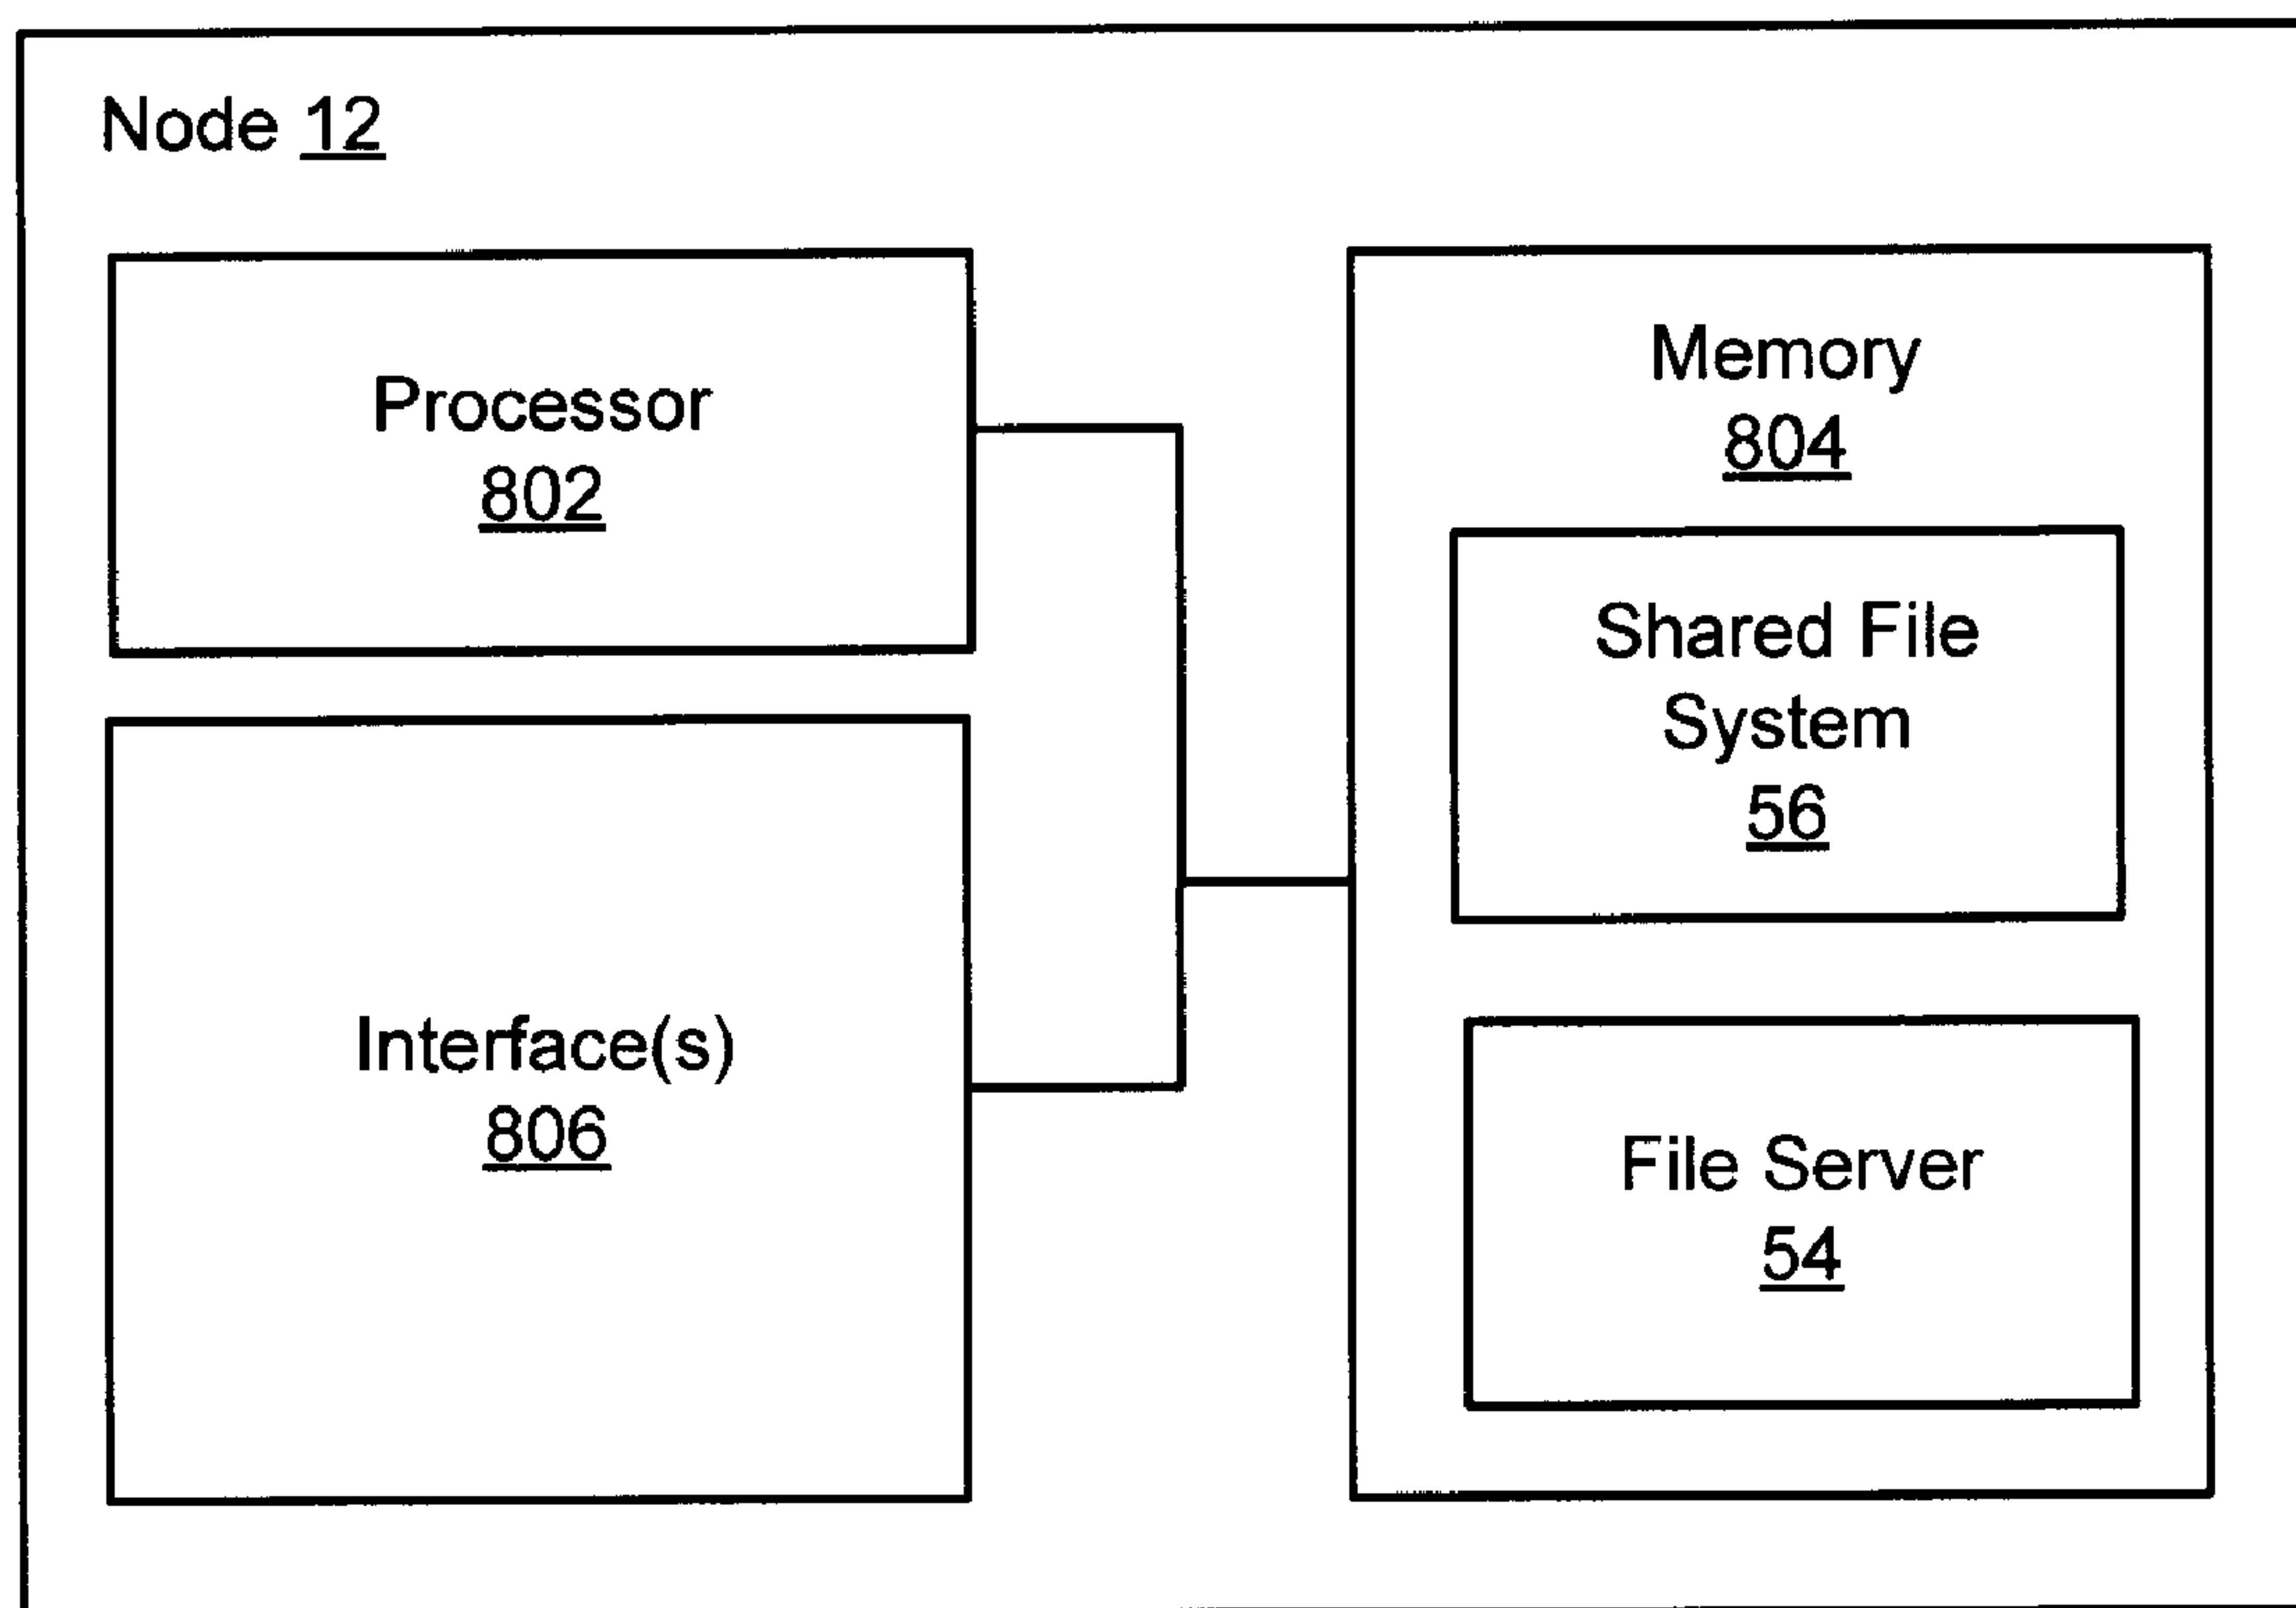 Node 12
Processor
802
Interface(s)
806
Memory
804
Shared File
System
56
File Server
54